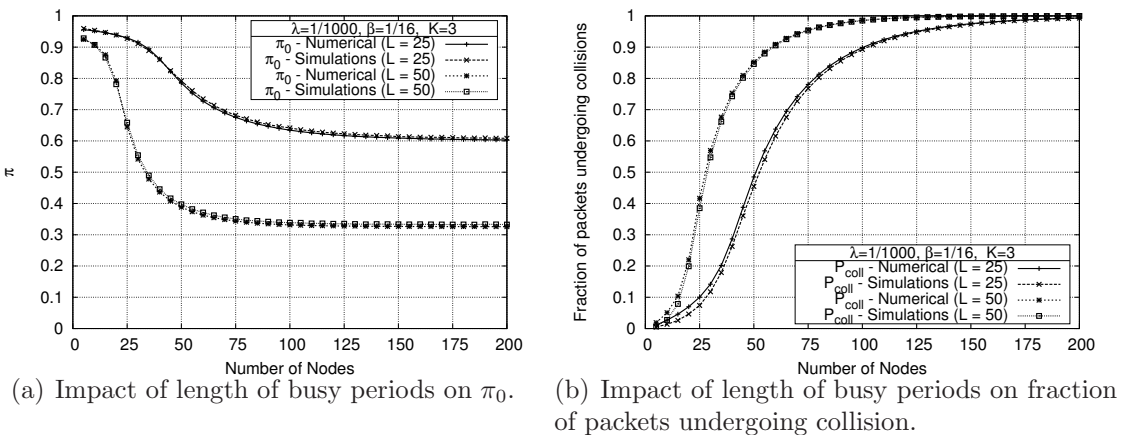 λ=1/1000, β=1/16, K=3
π0 - Numerical (L = 25)
π0 - Simulations (L = 25)
π0 - Numerical (L = 50)
π0 - Simulations (L = 50)
1
0.9
0.8
0.7
0.6
0.5
0.4
0.3
0.2
0.1
0
π
0 25 50 75 100 125 150 175 200
Number of Nodes
(a) Impact of length of busy periods on π0.
λ=1/1000, β=1/16, K=3
Pcoll - Numerical (L = 25)
Pcoll - Simulations (L = 25)
Pcoll - Numerical (L = 50)
Pcoll - Simulations (L = 50)
1
0.9
0.8
0.7
0.6
0.5
0.4
0.3
0.2
0.1
0
Fraction of packets undergoing collisions
0 25 50 75 100 125 150 175 200
Number of Nodes
(b) Impact of length of busy periods on fraction
of packets undergoing collision.